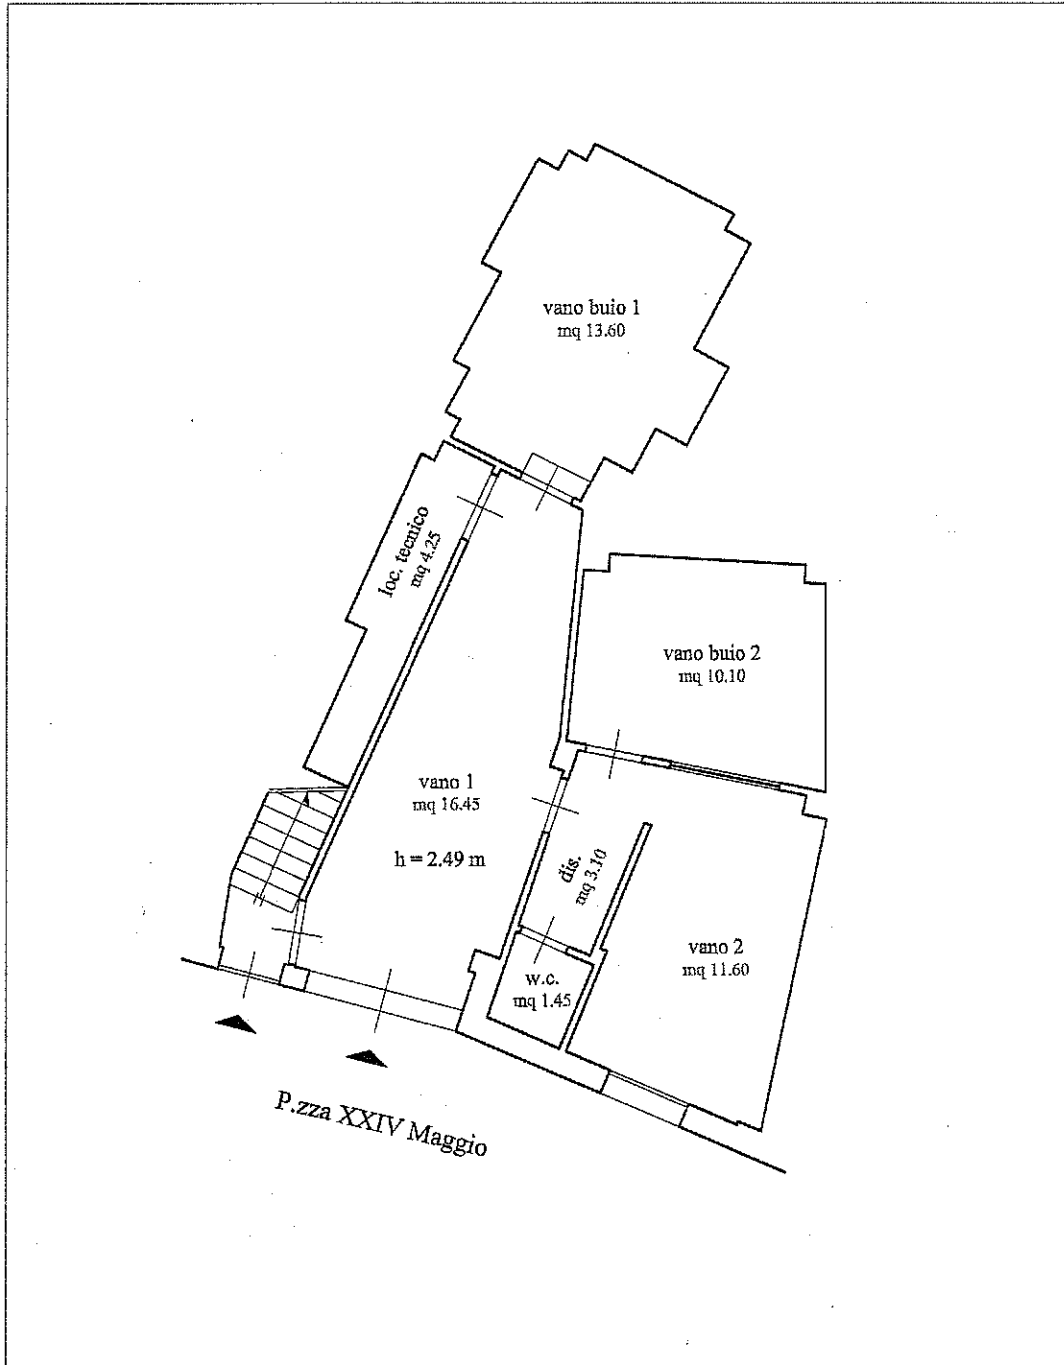 vano buio 1
mq 13.60
loc. tecnico
mq 4.25
vano buio 2
mq 10.10
vano 1
mq 16.45
h = 2.49 m
dis.
mq 3.10
vano 2
mq 11.60
w.c.
mq 1.45
P.zza XXIV Maggio